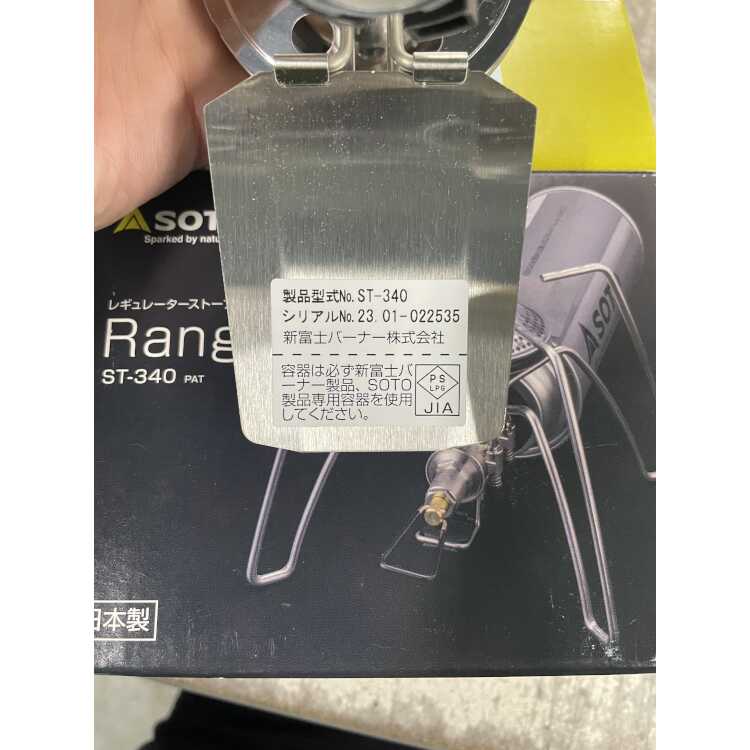 SOTO
Sparked by natu
レギュレーターストーブ
Rang
ST-340 PAT
製品型式No. ST-340
シリアルNo. 23. 01-022535
新富士バーナー株式会社
容器は必ず新富士バ
ーナー製品、SOTO
製品専用容器を使用
してください。
PS
LPG
JIA
SOTO
日本製